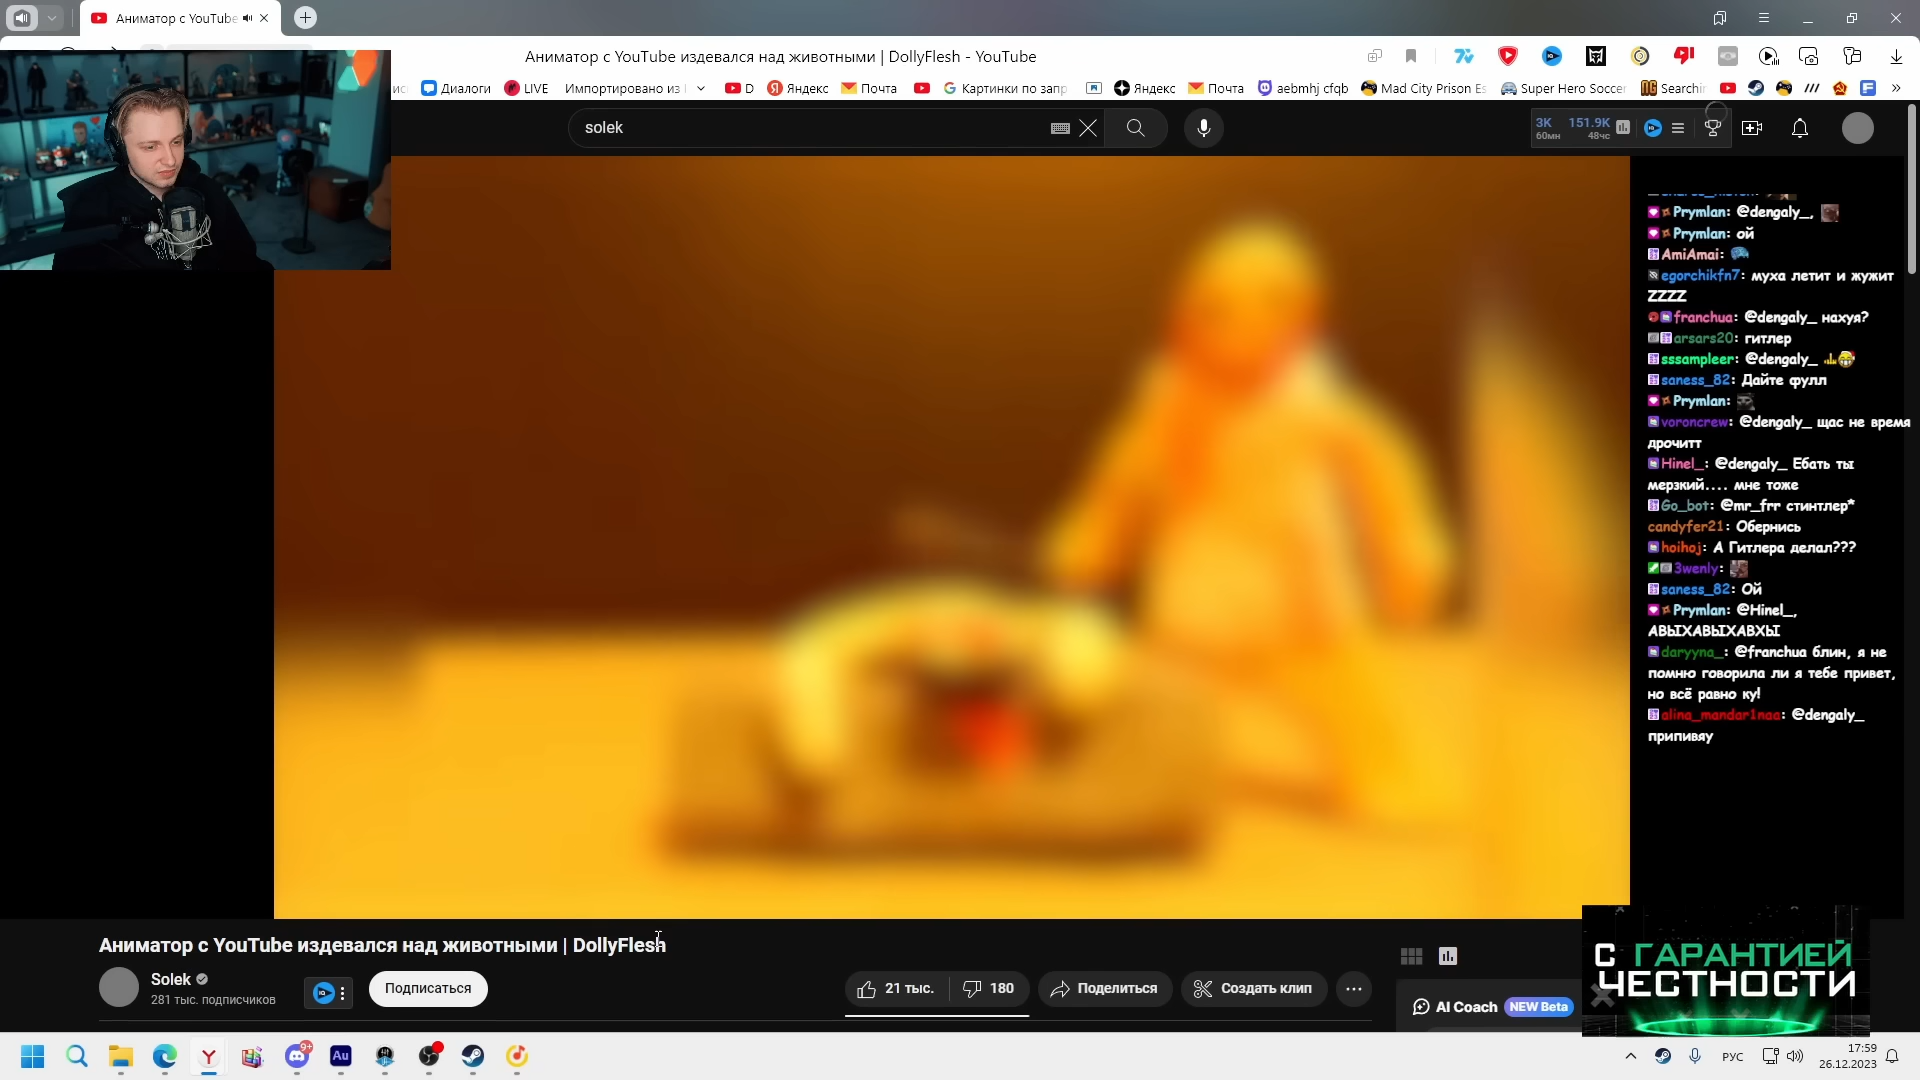 Аниматор с YouTube
Аниматор с YouTube издевался над животными | DollyFlesh - YouTube
Диалоги
LIVE
Импортировано из
D
Яндекс
Почта
Картинки по запр
Яндекс
Почта
aebmhj cfqb
Mad City Prison Es
Super Hero Soccer
Searchin
solek
3K
60мн
151.9K
48чс
Prymlan: @dengaly_,
Prymlan: ой
AmiAmai:
egorchikfn7: муха летит и жужит
ZZZZ
franchua: @dengaly_ нахуя?
arsars20: гитлер
sssampleer: @dengaly_
saness_82: Дайте фулл
Prymlan:
voroncrew: @dengaly_ щас не время
дрочитт
Hinel_: @dengaly_ Ебать ты
мерзкий.... мне тоже
Go_bot: @mr_frr стинтлер*
candyfer21: Обернись
hoihoj: А Гитлера делал???
3wenly:
saness_82: Ой
Prymlan: @Hinel_,
АВЫХАВЫХАВХЫ
daryyna_: @franchua блин, я не
помню говорила ли я тебе привет,
но всё равно ку!
alina_mandar1naa: @dengaly_
припивяу
Аниматор с YouTube издевался над животными | DollyFlesh
Solek
281 тыс. подписчиков
Подписаться
21 тыс.
180
Поделиться
Создать клип
AI Coach NEW Beta
С ГАРАНТИЕЙ
ЧЕСТНОСТИ
9+
Au
РУС
17:59
26.12.2023